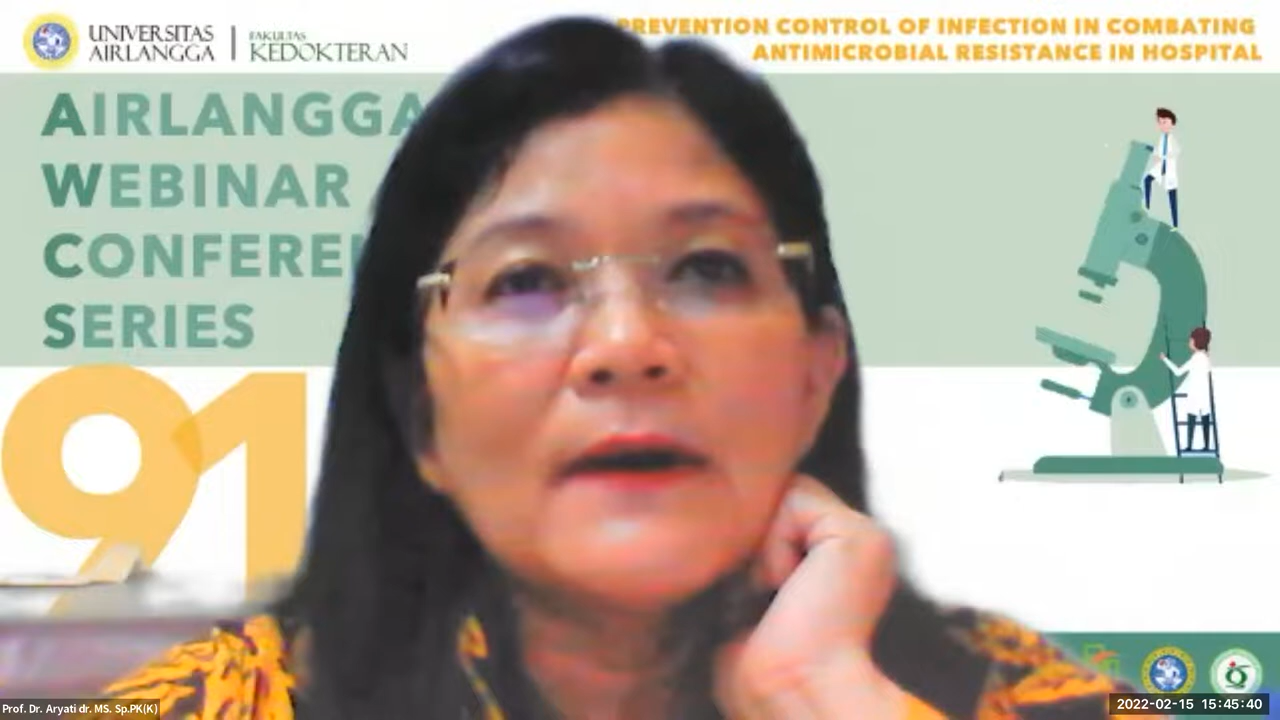 UNIVERSITAS
AIRLANGGA
FAKULTAS
KEDOKTERAN
PREVENTION CONTROL OF INFECTION IN COMBATING
ANTIMICROBIAL RESISTANCE IN HOSPITAL
AIRLANGGA
WEBINAR
CONFERE
SERIES
91
Prof. Dr. Aryati dr. MS. Sp.PK(K)
2022-02-15 15:45:40